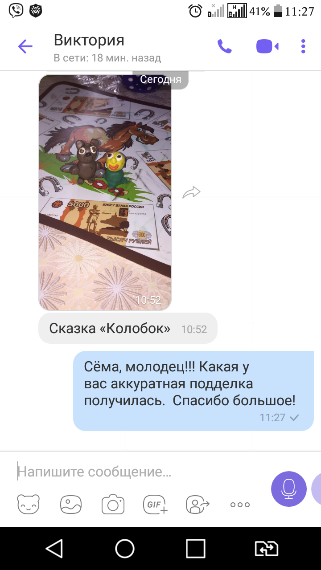 41% 11:27
Виктория
В сети: 18 мин. назад
Сегодня
10:52
Сказка «Колобок» 10:52
Сёма, молодец!!! Какая у
вас аккуратная подделка
получилась. Спасибо большое!
11:27
Напишите сообщение...
GIF